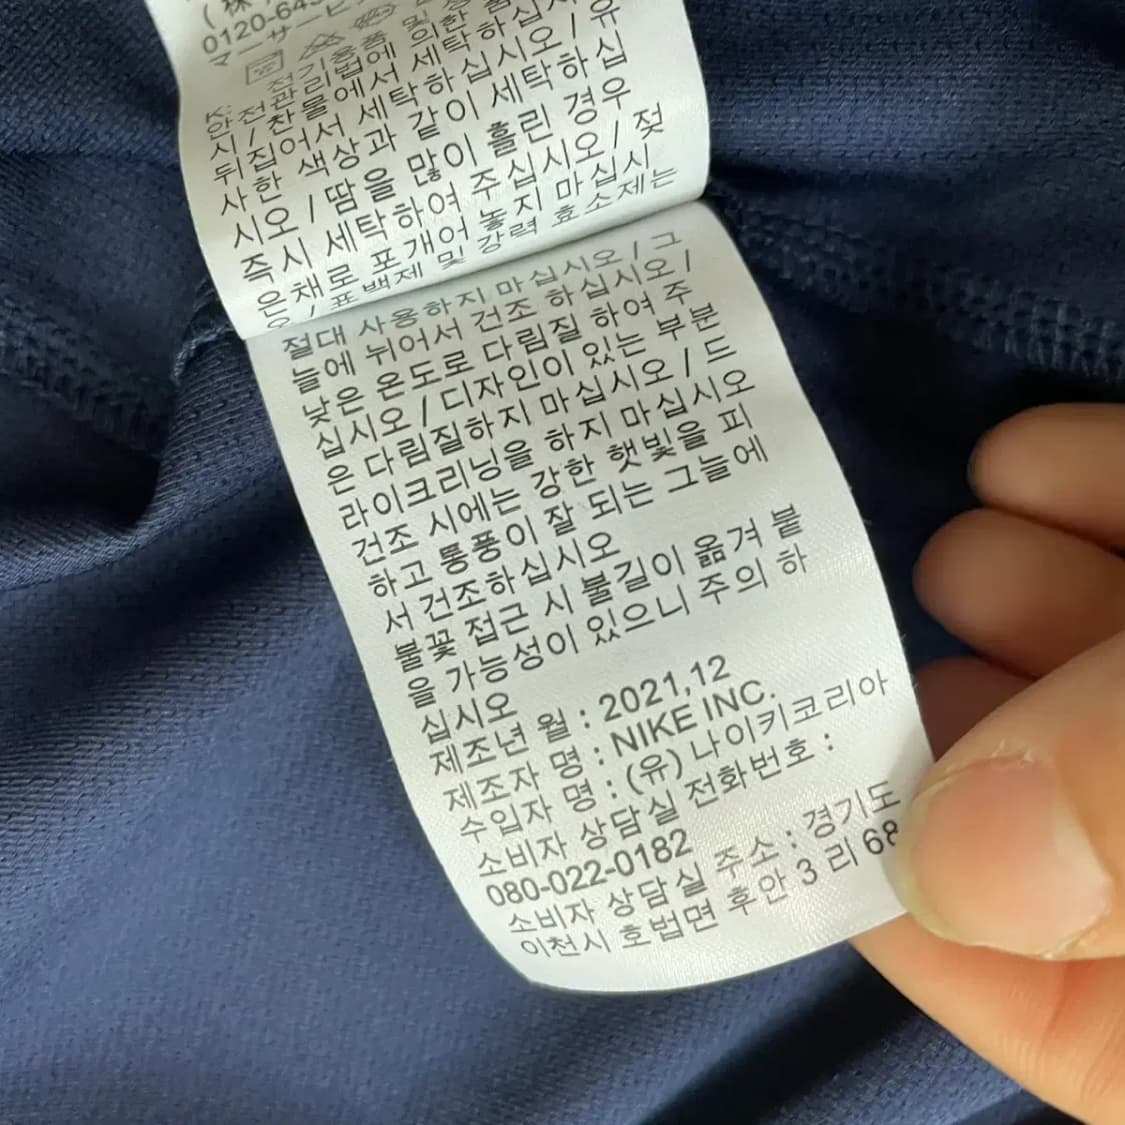 (株
0120-64
マーサービ
K:
전기용품 및
안전관리법에 의한
시/찬물에서 세탁하십시오/유
뒤집어서 세탁하십시오/유
사한 색상과 같이 세탁하십
시오/땀을 많이 흘린 경우
즉시 세탁하여 주십시오/젖
은채로 포개어 놓지 마십시
오/표백제 및 강력 효소제는
절대 사용하지 마십시오/그
늘에 뉘어서 건조 하십시오/
낮은 온도로 다림질 하여 주
십시오/디자인이 있는 부분
은 다림질하지 마십시오/드
라이크리닝을 하지 마십시오
건조 시에는 강한 햇빛을 피
하고 통풍이 잘 되는 그늘에
서 건조하십시오
불꽃 접근 시 불길이 옮겨 붙
을 가능성이 있으니 주의 하
십시오
제조년 월 : 2021,12
제조자 명 : NIKE INC.
수입자 명 : (유)나이키코리아
소비자 상담실 전화번호 :
080-022-0182
소비자 상담실 주소 : 경기도
이천시 호법면 후안 3 리 68